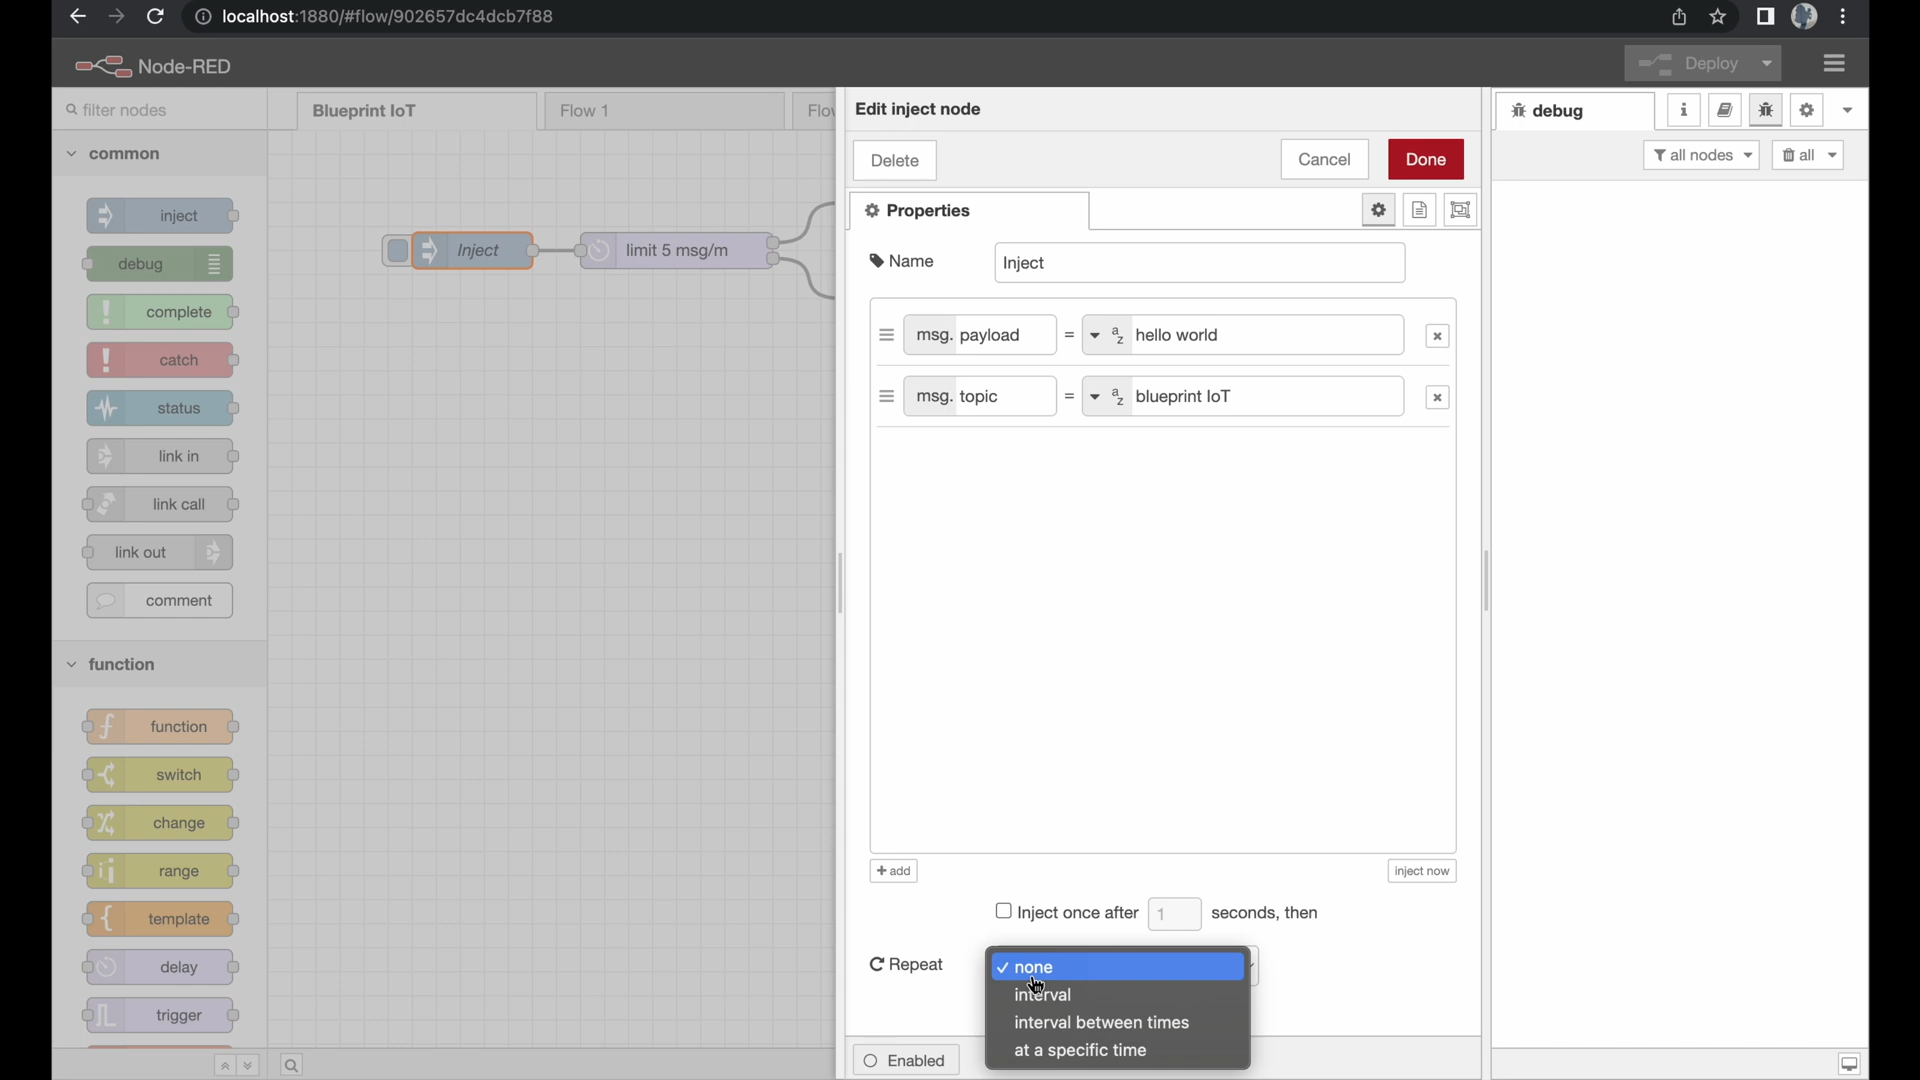 localhost:1880/#flow/902657dc4dcb7f88
Node-RED
Deploy
filter nodes
Blueprint IoT
Flow 1
Flow
Edit inject node
debug
common
Delete
Cancel
Done
all nodes
all
inject
debug
complete
catch
status
link in
link call
link out
comment
function
function
switch
change
range
template
delay
trigger
Inject
limit 5 msg/m
Properties
Name
Inject
msg. payload = az hello world
msg. topic = az blueprint IoT
add
inject now
Inject once after 1 seconds, then
Repeat
none
interval
interval between times
at a specific time
Enabled